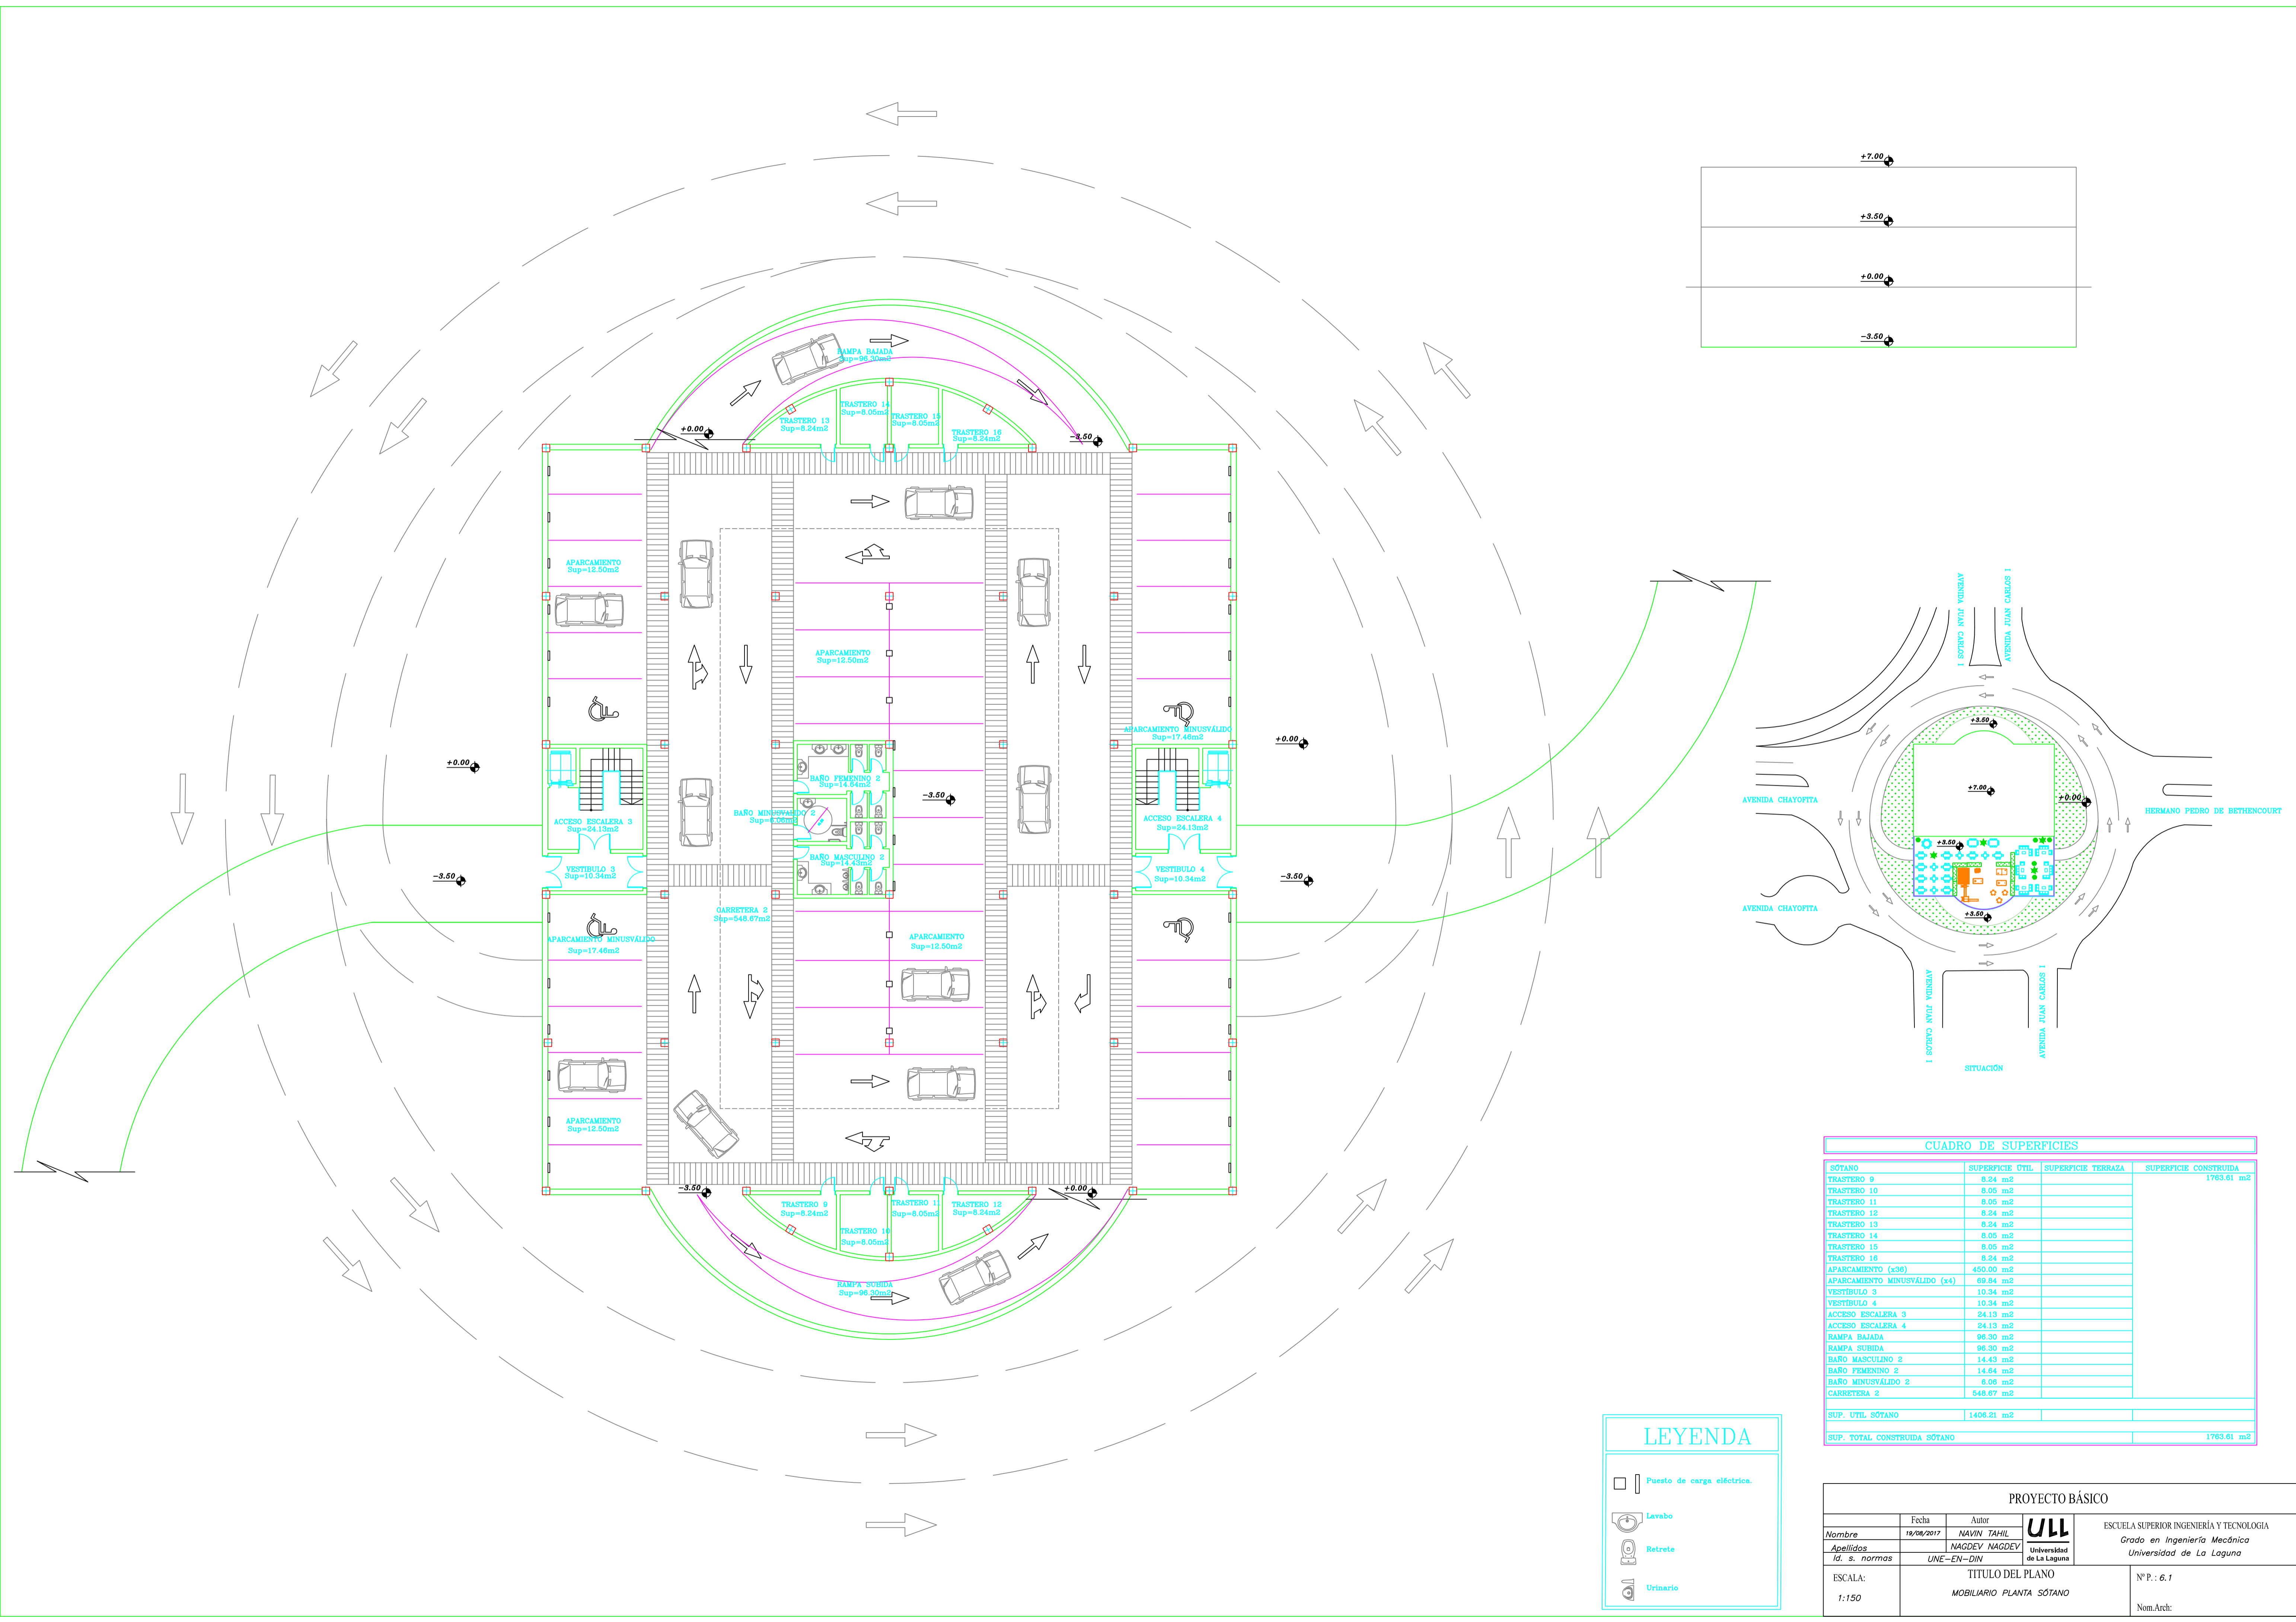 +7.00
+3.50
+0.00
-3.50
RAMPA BAJADA
Sup=96.30m2
TRASTERO 13
Sup=8.24m2
TRASTERO 14
Sup=8.05m2
TRASTERO 15
Sup=8.05m2
TRASTERO 16
Sup=8.24m2
+0.00
-3.50
APARCAMIENTO
Sup=12.50m2
APARCAMIENTO
Sup=12.50m2
APARCAMIENTO MINUSVÁLIDO
Sup=17.46m2
+0.00
+0.00
BAÑO FEMENINO 2
Sup=14.64m2
-3.50
BAÑO MINUSVALIDO 2
ACCESO ESCALERA 3
Sup=24.13m2
ACCESO ESCALERA 4
Sup=24.13m2
BAÑO MASCULINO 2
Sup=14.43m2
VESTIBULO 3
Sup=10.34m2
VESTIBULO 4
Sup=10.34m2
-3.50
-3.50
CARRETERA 2
Sup=548.67m2
APARCAMIENTO MINUSVÁLIDO
Sup=17.46m2
APARCAMIENTO
Sup=12.50m2
APARCAMIENTO
Sup=12.50m2
-3.50
+0.00
TRASTERO 9
Sup=8.24m2
TRASTERO 10
Sup=8.05m2
TRASTERO 11
Sup=8.05m2
TRASTERO 12
Sup=8.24m2
RAMPA SUBIDA
Sup=96.30m2
AVENIDA JUAN CARLOS I
AVENIDA JUAN CARLOS I
+3.50
+7.00
+0.00
AVENIDA CHAYOFITA
HERMANO PEDRO DE BETHENCOURT
+3.50
AVENIDA CHAYOFITA
+3.50
AVENIDA JUAN CARLOS I
AVENIDA JUAN CARLOS I
SITUACIÓN
CUADRO DE SUPERFICIES
SÓTANO SUPERFICIE ÚTIL SUPERFICIE TERRAZA SUPERFICIE CONSTRUIDA
TRASTERO 9 8.24 m2 1763.61 m2
TRASTERO 10 8.05 m2
TRASTERO 11 8.05 m2
TRASTERO 12 8.24 m2
TRASTERO 13 8.24 m2
TRASTERO 14 8.05 m2
TRASTERO 15 8.05 m2
TRASTERO 16 8.24 m2
APARCAMIENTO (x36) 450.00 m2
APARCAMIENTO MINUSVÁLIDO (x4) 69.84 m2
VESTÍBULO 3 10.34 m2
VESTÍBULO 4 10.34 m2
ACCESO ESCALERA 3 24.13 m2
ACCESO ESCALERA 4 24.13 m2
RAMPA BAJADA 96.30 m2
RAMPA SUBIDA 96.30 m2
BAÑO MASCULINO 2 14.43 m2
BAÑO FEMENINO 2 14.64 m2
BAÑO MINUSVÁLIDO 2
CARRETERA 2 548.67 m2
SUP. UTIL SÓTANO 1406.21 m2
SUP. TOTAL CONSTRUIDA SÓTANO 1763.61 m2
LEYENDA
Puesto de carga eléctrica.
Lavabo
Retrete
Urinario
PROYECTO BÁSICO
Fecha Autor
Nombre 19/08/2017 NAVIN TAHIL
Apellidos NAGDEV NAGDEV
Id. s. normas UNE-EN-DIN
ULL
Universidad
de La Laguna
ESCUELA SUPERIOR INGENIERÍA Y TECNOLOGIA
Grado en Ingeniería Mecánica
Universidad de La Laguna
ESCALA:
1:150
TITULO DEL PLANO
MOBILIARIO PLANTA SÓTANO
Nº P. : 6.1
Nom.Arch: